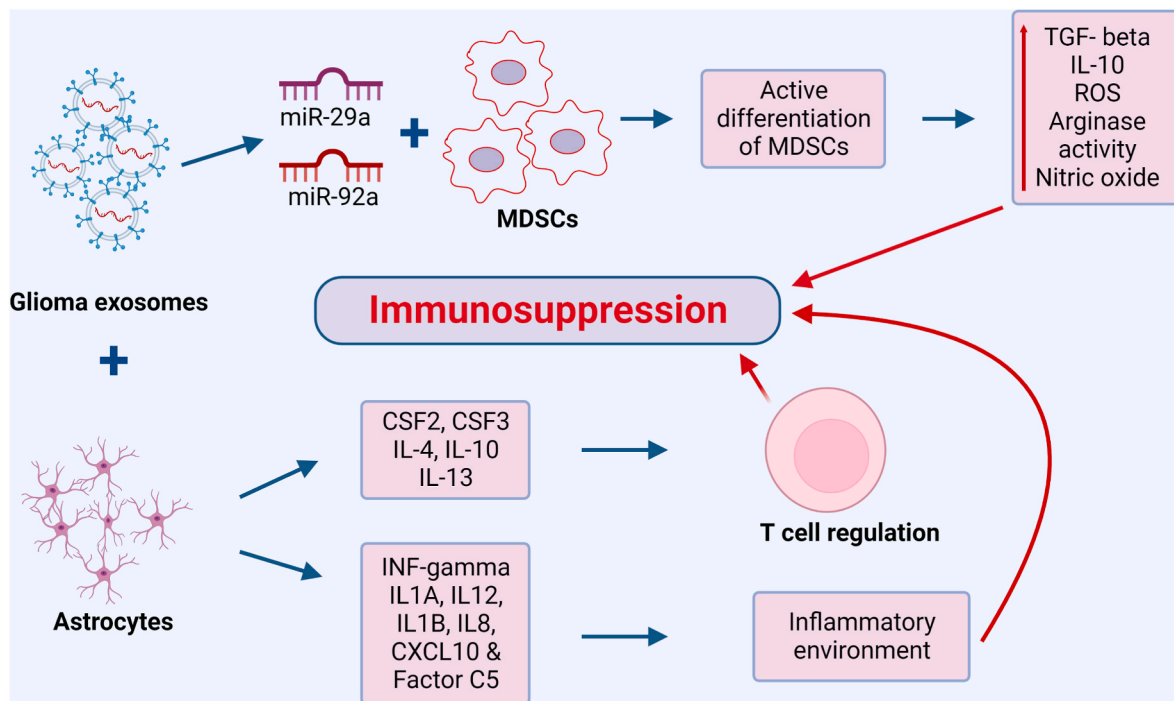 miR-29a
miR-92a
MDSCs
Active
differentiation
of MDSCs
TGF- beta
IL-10
ROS
Arginase
activity
Nitric oxide
Glioma exosomes
Immunosuppression
CSF2, CSF3
IL-4, IL-10
IL-13
T cell regulation
Astrocytes
INF-gamma
IL1A, IL12,
IL1B, IL8,
CXCL10 &
Factor C5
Inflammatory
environment